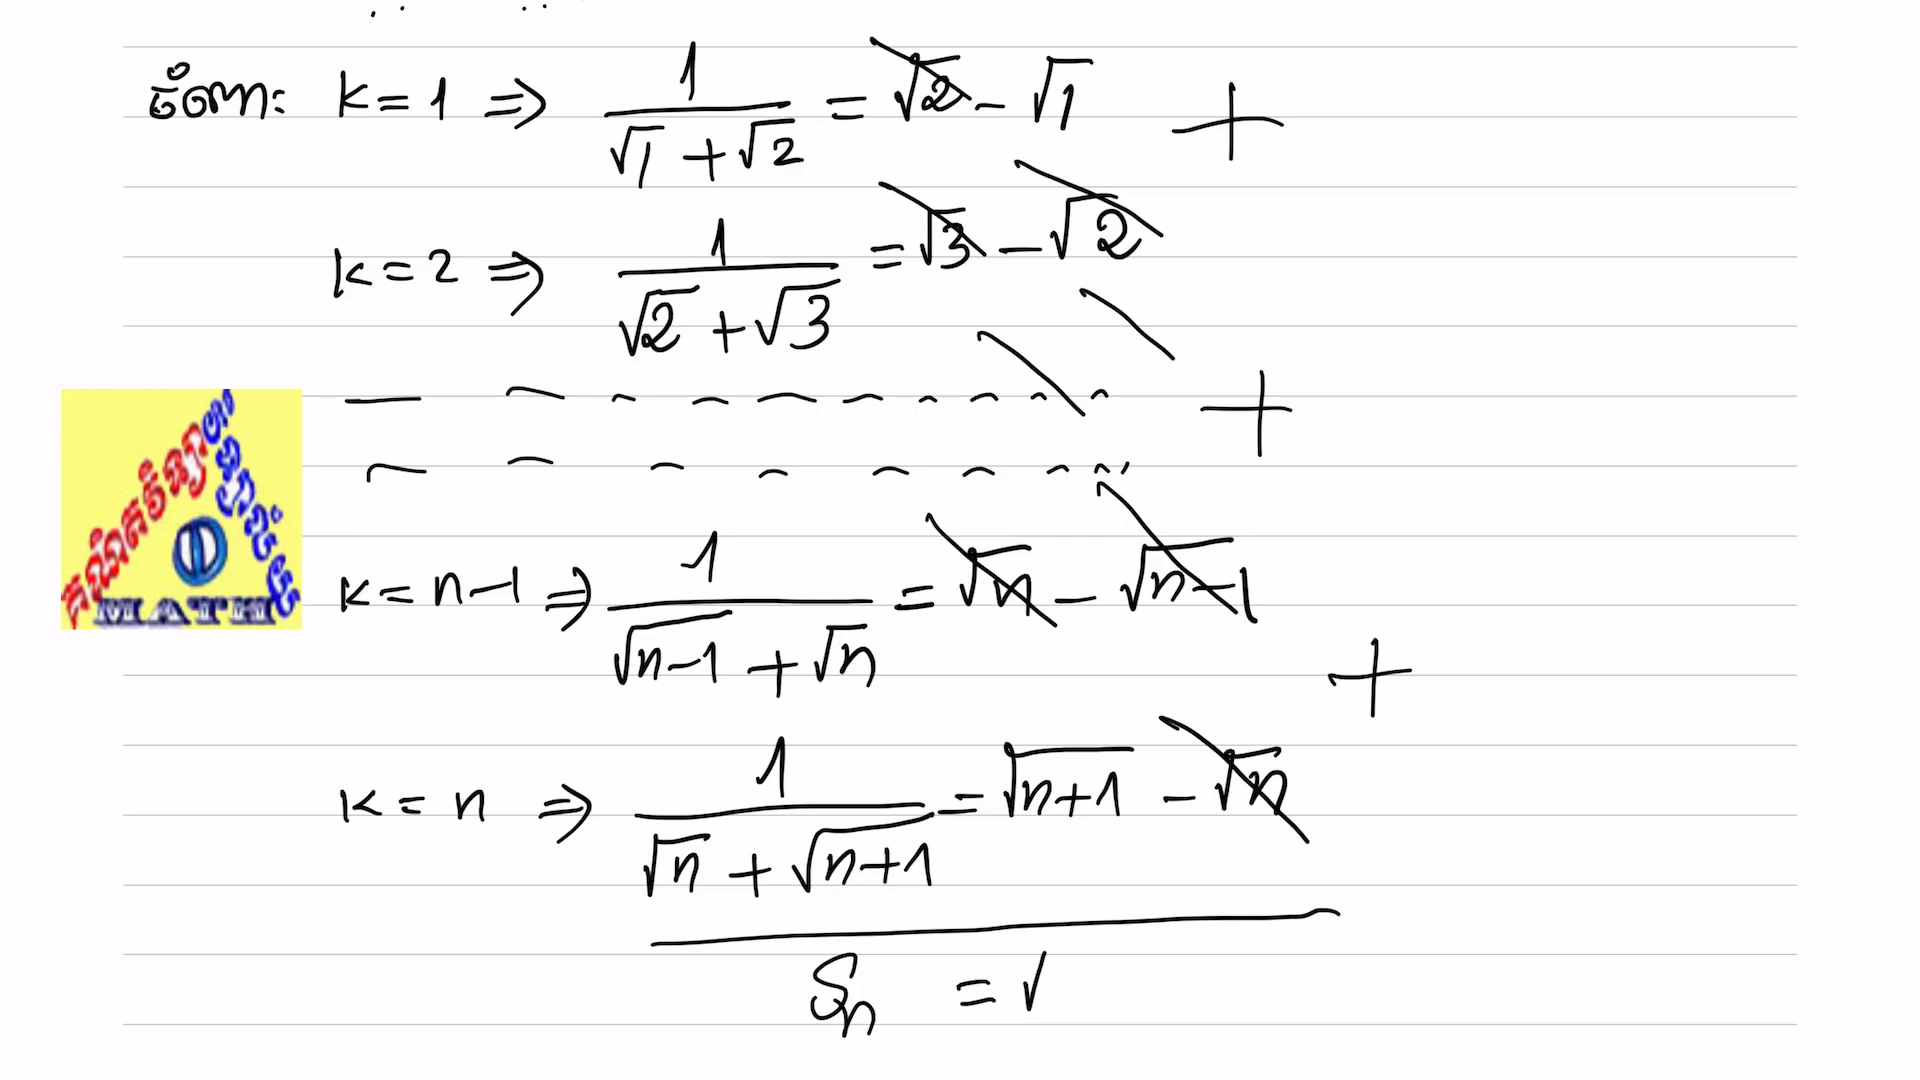 ចំពោះ k = 1 ⇒ 1/(√1 + √2) = √2 - √1 +
k = 2 ⇒ 1/(√2 + √3) = √3 - √2
+
k = n-1 ⇒ 1/(√(n-1) + √n) = √n - √(n-1)
+
k = n ⇒ 1/(√n + √(n+1)) = √(n+1) - √n
Sn = √
MATH